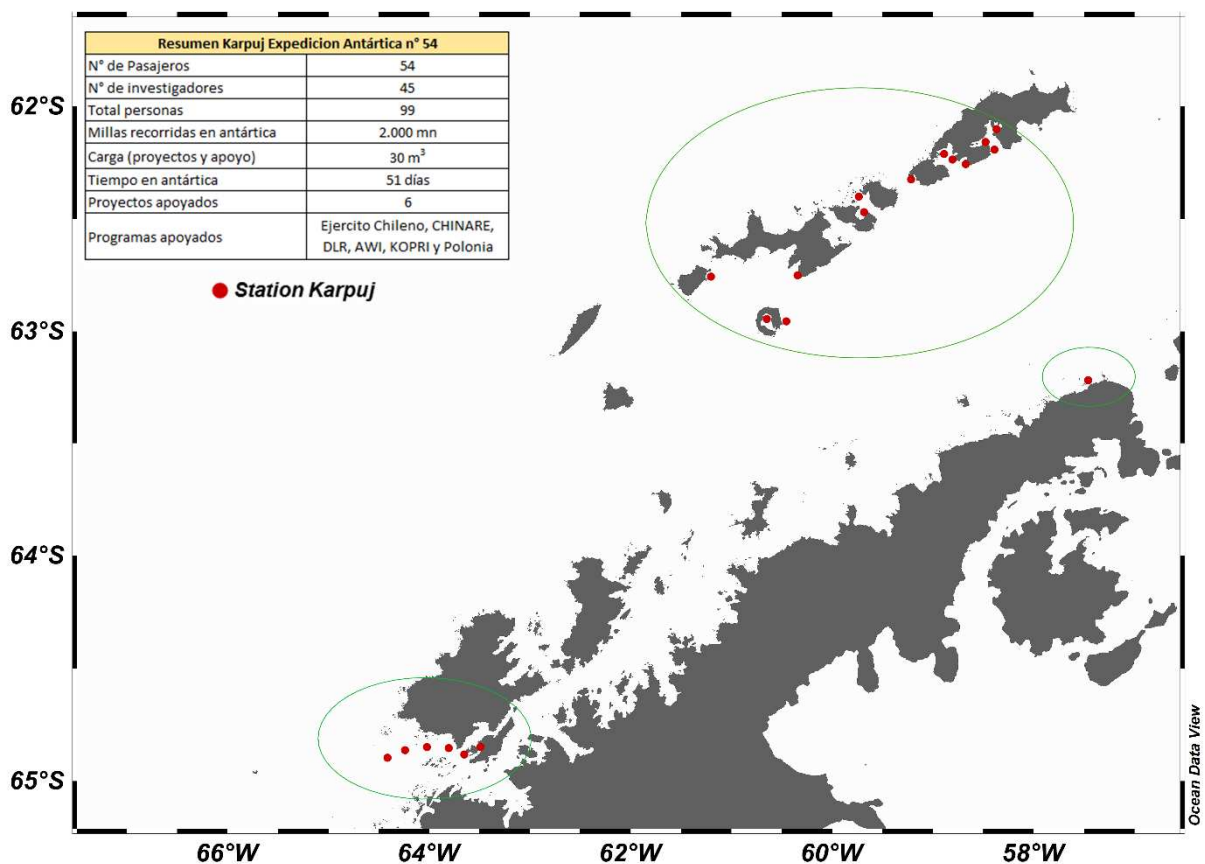 Resumen Karpuj Expedicion Antártica n° 54
N° de Pasajeros 54
N° de investigadores 45
Total personas 99
Millas recorridas en antártica 2.000 mn
Carga (proyectos y apoyo) 30 m³
Tiempo en antártica 51 días
Proyectos apoyados 6
Programas apoyados Ejercito Chileno, CHINARE,
DLR, AWI, KOPRI y Polonia
Station Karpuj
62°S
63°S
64°S
65°S
66°W
64°W
62°W
60°W
58°W
Ocean Data View